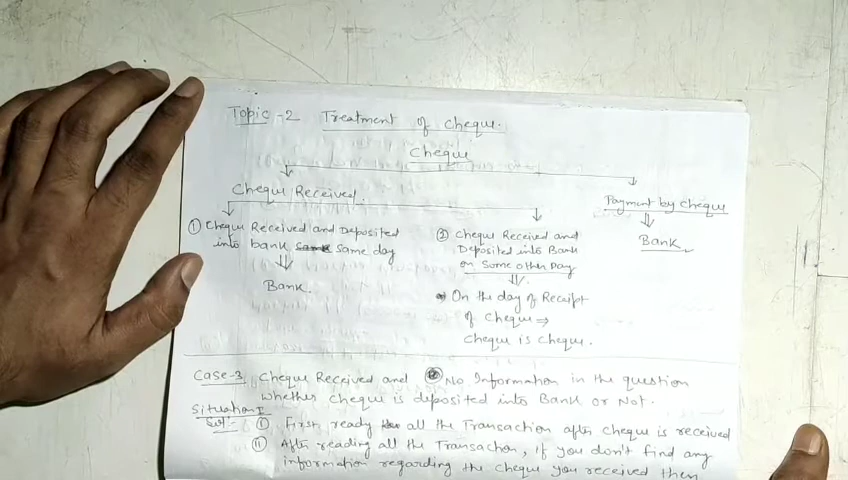 Topic -2 Treatment of Cheque.
Cheque
Cheque Received.
Payment by cheque
Bank
① Cheque Received and Deposited
into bank same day
Bank.
② Cheque Received and
Deposited into Bank
on Some other Day
On the day of Receipt
of cheque ⇒
cheque is cheque.
Case-3 Cheque Received and No Information in the question
whether cheque is deposited into Bank or Not.
Situation I
① First ready all the Transaction after cheque is received
⑪ After reading all the Transaction, if you don't find any
information regarding the cheque you received then